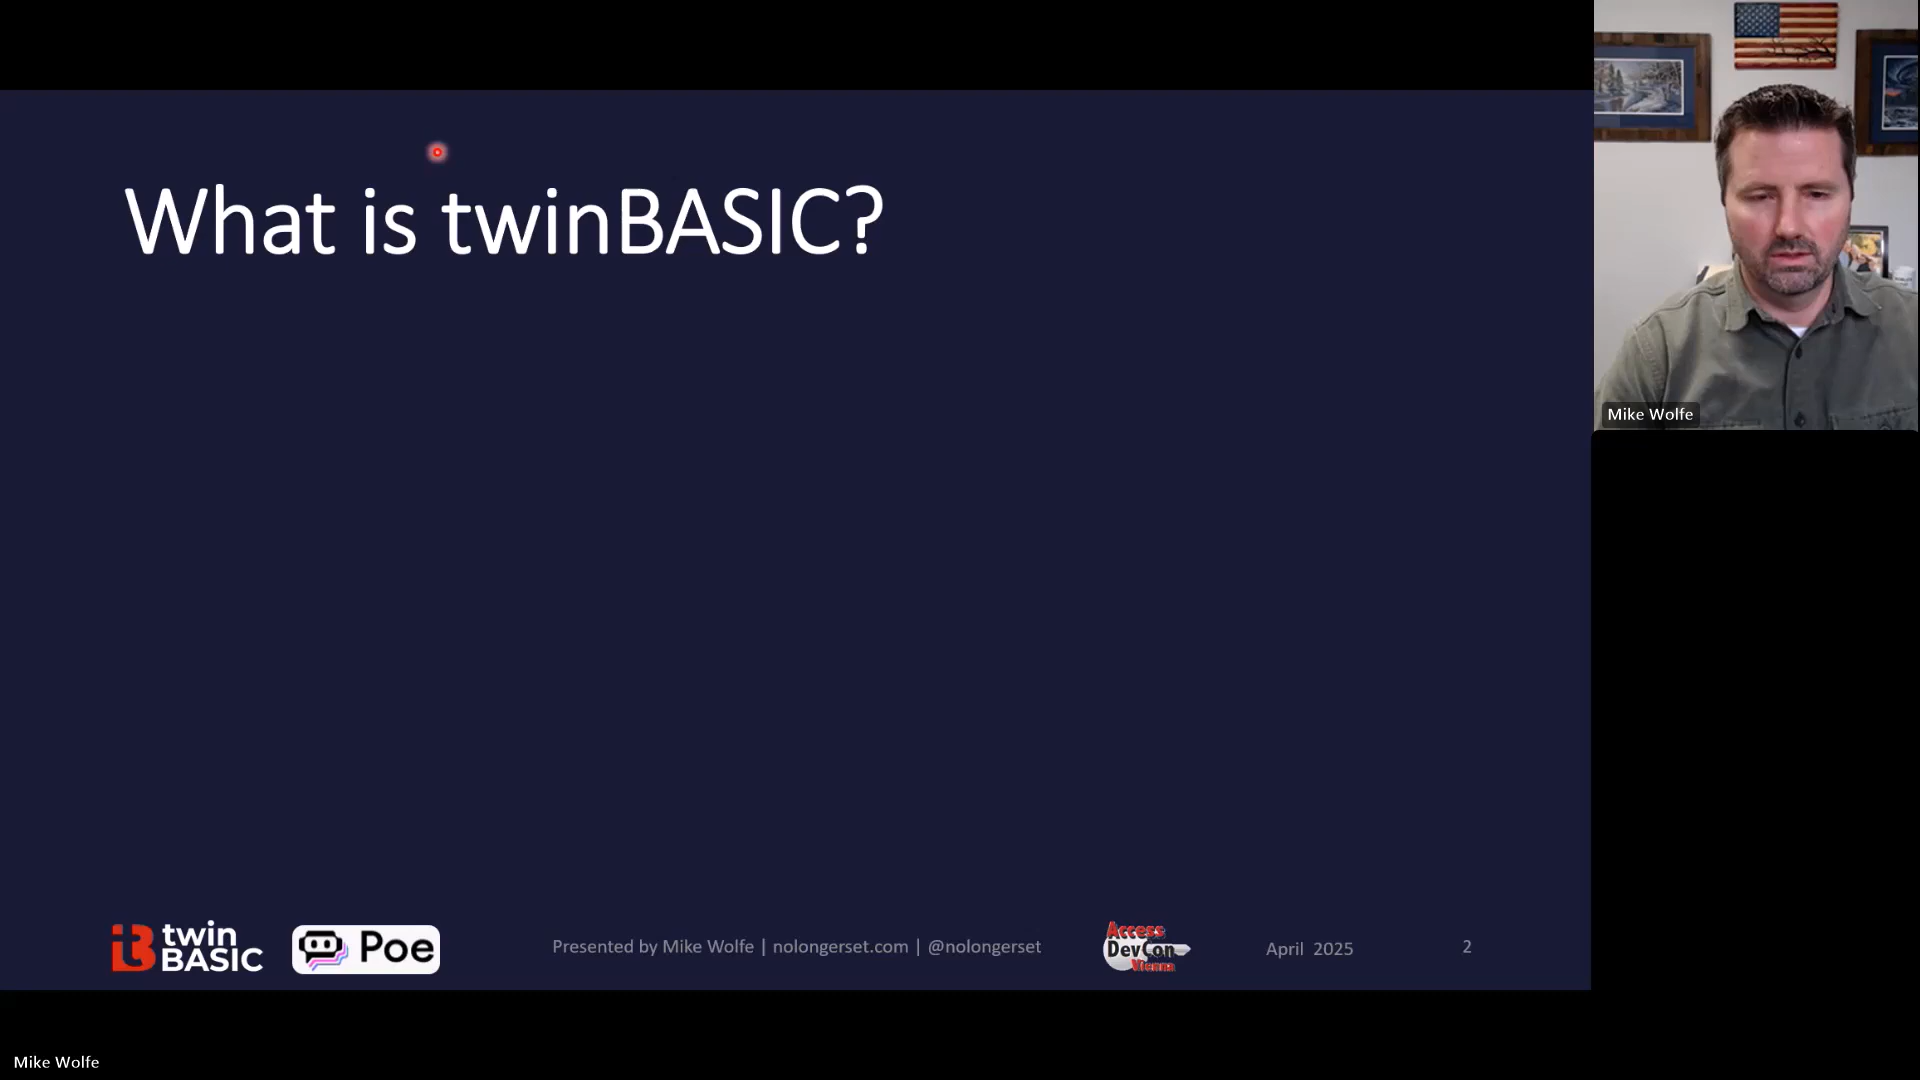 What is twinBASIC?
Mike Wolfe
twin
BASIC
Poe
Presented by Mike Wolfe | nolongerset.com | @nolongerset
Access
DevCon
Vienna
April 2025
2
Mike Wolfe